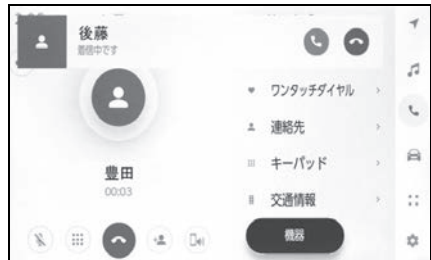 後藤
着信中です
豊田
00:03
ワンタッチダイヤル
連絡先
キーパッド
交通情報
機器